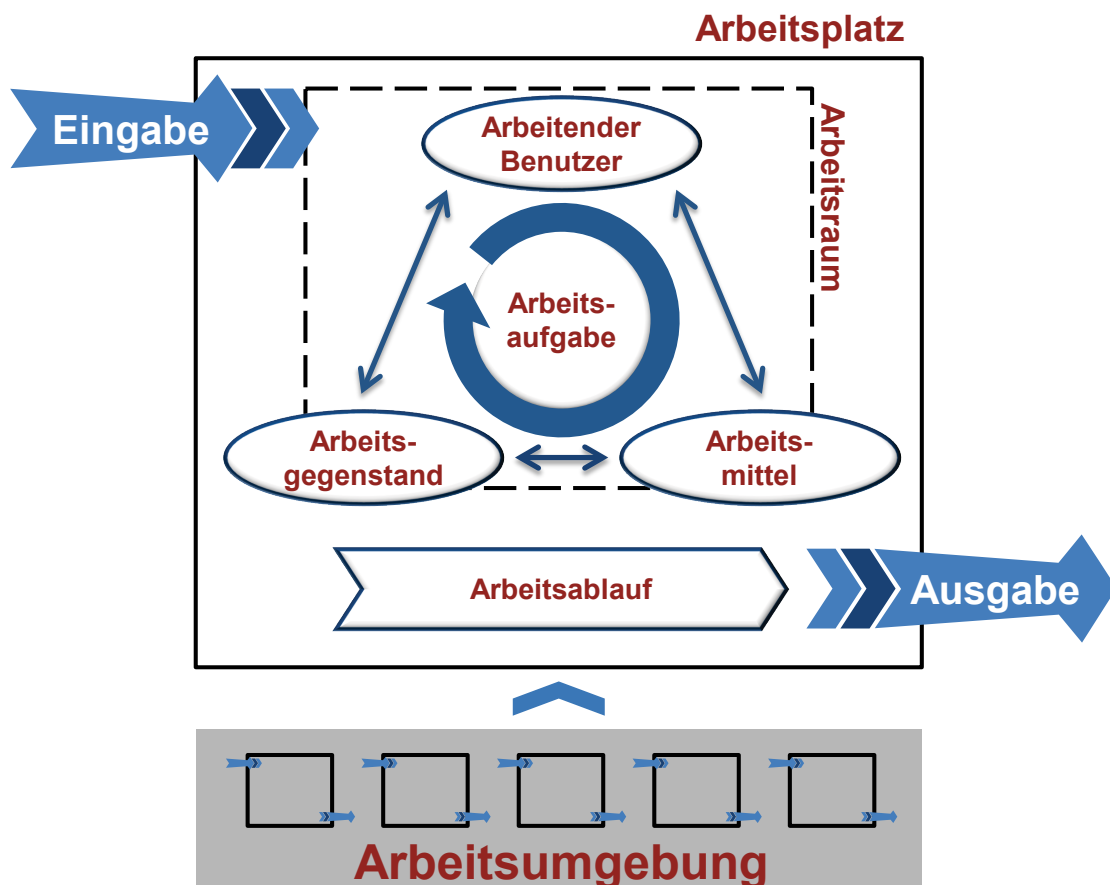 Arbeitsplatz
Eingabe
Arbeitender
Benutzer
Arbeitsraum
Arbeits-
aufgabe
Arbeits-
gegenstand
Arbeits-
mittel
Arbeitsablauf
Ausgabe
Arbeitsumgebung